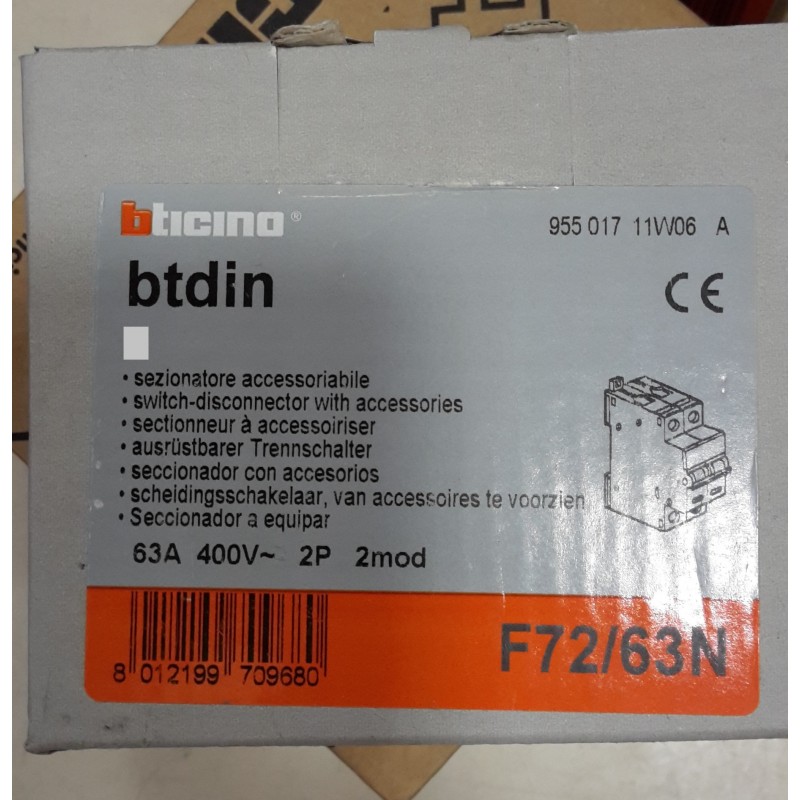 bticino®
955 017 11W06 A
btdin
CE
• sezionatore accessoriabile
• switch-disconnector with accessories
• sectionneur à accessoiriser
• ausrüstbarer Trennschalter
• seccionador con accesorios
• scheidingsschakelaar, van accessoires te voorzien
• Seccionador a equipar
63A 400V~ 2P 2mod
F72/63N
8 012199 709680